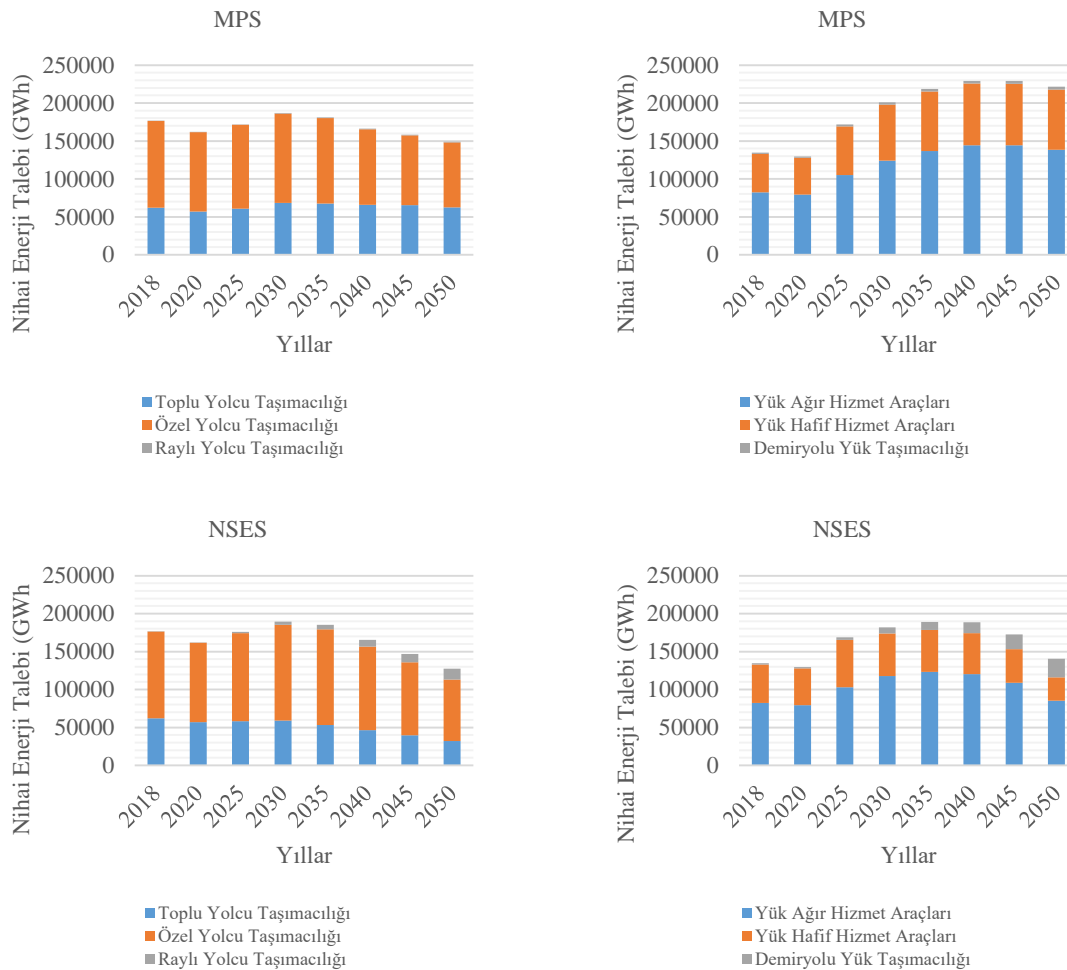 MPS
Nihai Enerji Talebi (GWh)
250000
200000
150000
100000
50000
0
2018
2020
2025
2030
2035
2040
2045
2050
Yıllar
Toplu Yolcu Taşımacılığı
Özel Yolcu Taşımacılığı
Raylı Yolcu Taşımacılığı
MPS
Nihai Enerji Talebi (GWh)
250000
200000
150000
100000
50000
0
2018
2020
2025
2030
2035
2040
2045
2050
Yıllar
Yük Ağır Hizmet Araçları
Yük Hafif Hizmet Araçları
Demiryolu Yük Taşımacılığı
NSES
Nihai Enerji Talebi (GWh
250000
200000
150000
100000
50000
0
2018
2020
2025
2030
2035
2040
2045
2050
Yıllar
Toplu Yolcu Taşımacılığı
Özel Yolcu Taşımacılığı
Raylı Yolcu Taşımacılığı
NSES
Nihai Enerji Talebi (GWh)
250000
200000
150000
100000
50000
0
2018
2020
2025
2030
2035
2040
2045
2050
Yıllar
Yük Ağır Hizmet Araçları
Yük Hafif Hizmet Araçları
Demiryolu Yük Taşımacılığı